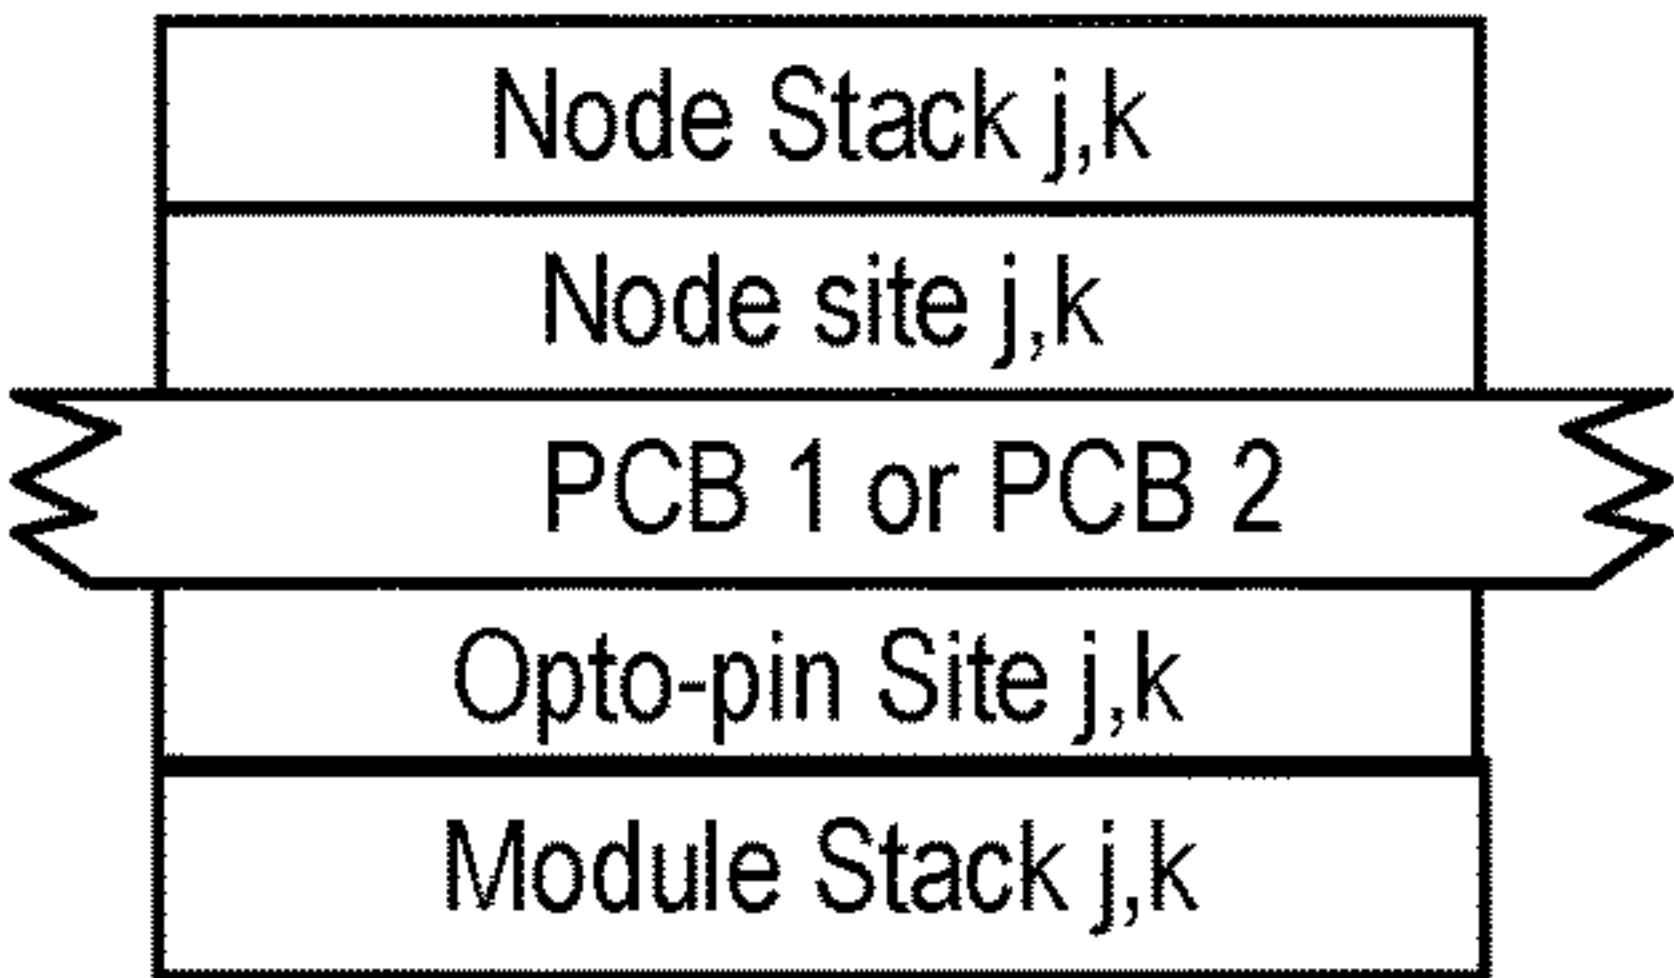 Node Stack j,k
Node site j,k
PCB 1 or PCB 2
Opto-pin Site j,k
Module Stack j,k